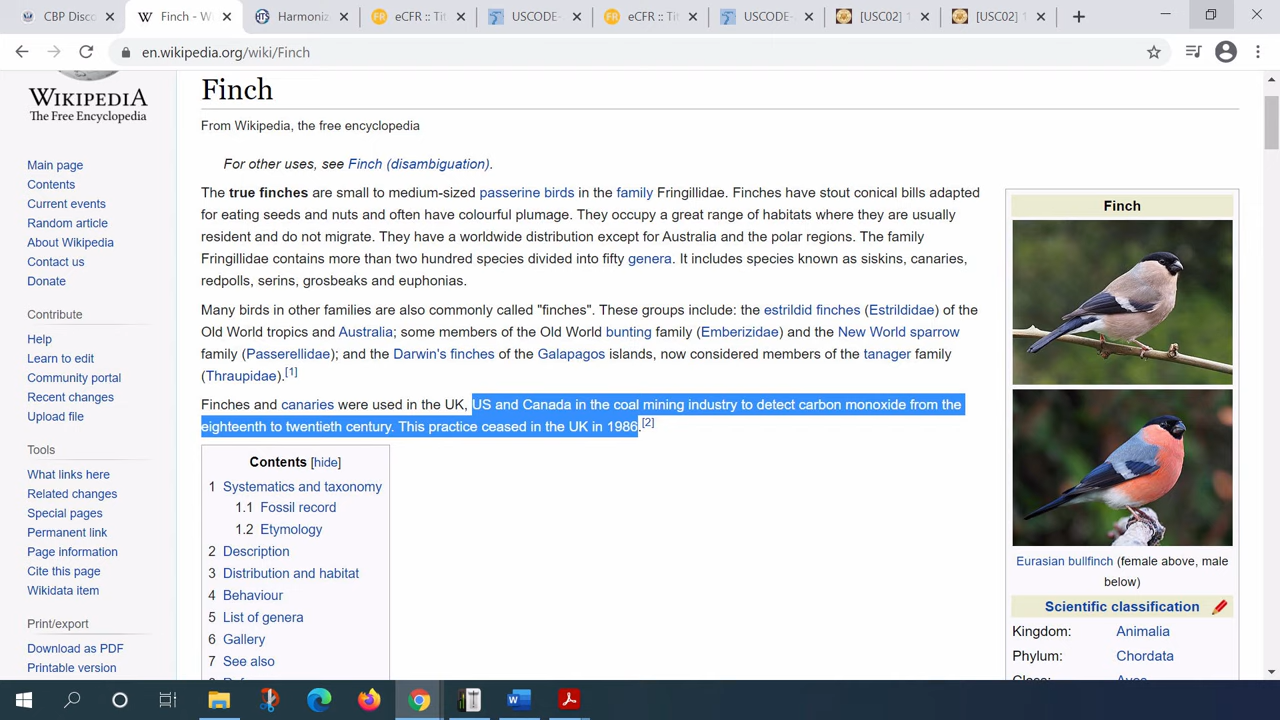 CBP Disco
Finch - W
Harmoniz
eCFR :: Tit
USCODE-
eCFR :: Tit
USCODE-
[USC02] 1
[USC02] 1
en.wikipedia.org/wiki/Finch
WIKIPEDIA
The Free Encyclopedia
Main page
Contents
Current events
Random article
About Wikipedia
Contact us
Donate
Contribute
Help
Learn to edit
Community portal
Recent changes
Upload file
Tools
What links here
Related changes
Special pages
Permanent link
Page information
Cite this page
Wikidata item
Print/export
Download as PDF
Printable version
Finch
From Wikipedia, the free encyclopedia
For other uses, see Finch (disambiguation).
The true finches are small to medium-sized passerine birds in the family Fringillidae. Finches have stout conical bills adapted
for eating seeds and nuts and often have colourful plumage. They occupy a great range of habitats where they are usually
resident and do not migrate. They have a worldwide distribution except for Australia and the polar regions. The family
Fringillidae contains more than two hundred species divided into fifty genera. It includes species known as siskins, canaries,
redpolls, serins, grosbeaks and euphonias.
Many birds in other families are also commonly called "finches". These groups include: the estrildid finches (Estrildidae) of the
Old World tropics and Australia; some members of the Old World bunting family (Emberizidae) and the New World sparrow
family (Passerellidae); and the Darwin's finches of the Galapagos islands, now considered members of the tanager family
(Thraupidae).[1]
Finches and canaries were used in the UK, US and Canada in the coal mining industry to detect carbon monoxide from the
eighteenth to twentieth century. This practice ceased in the UK in 1986.[2]
Contents [hide]
1 Systematics and taxonomy
1.1 Fossil record
1.2 Etymology
2 Description
3 Distribution and habitat
4 Behaviour
5 List of genera
6 Gallery
7 See also
Finch
Eurasian bullfinch (female above, male
below)
Scientific classification
Kingdom: Animalia
Phylum: Chordata